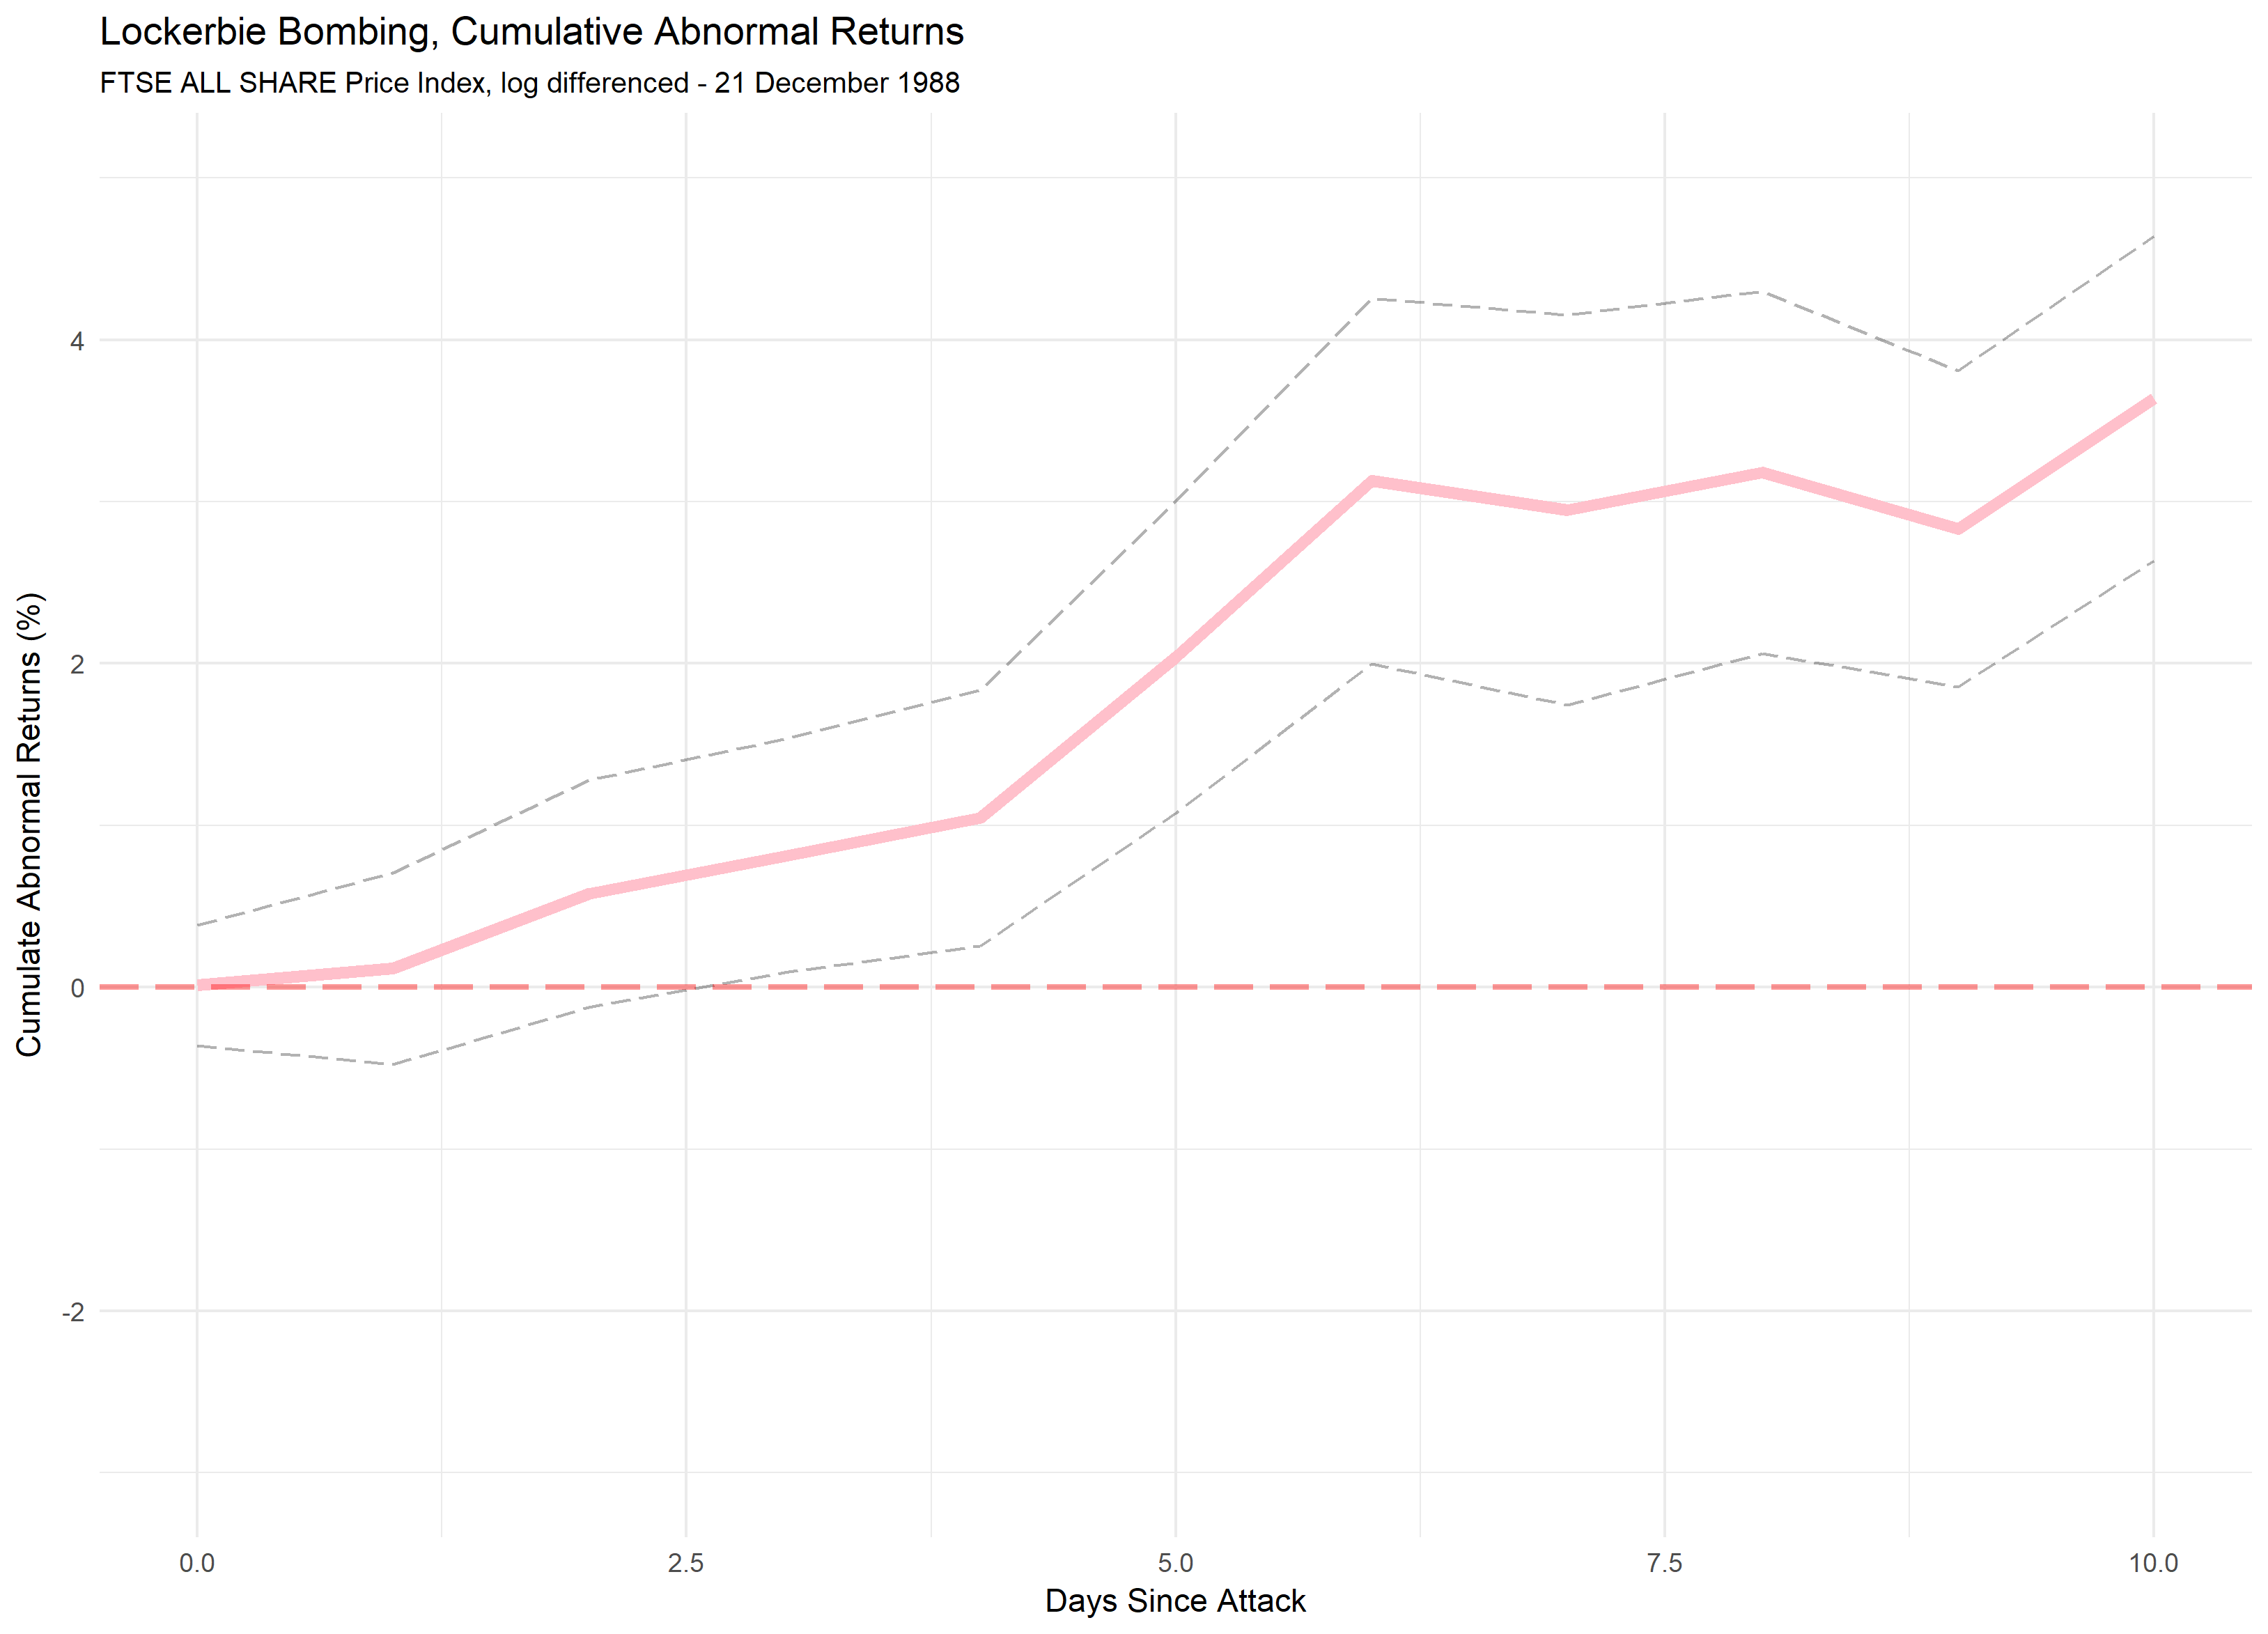 Lockerbie Bombing, Cumulative Abnormal Returns
FTSE ALL SHARE Price Index, log differenced - 21 December 1988
Cumulate Abnormal Returns (%)
4
2
0
-2
0.0
2.5
5.0
7.5
10.0
Days Since Attack